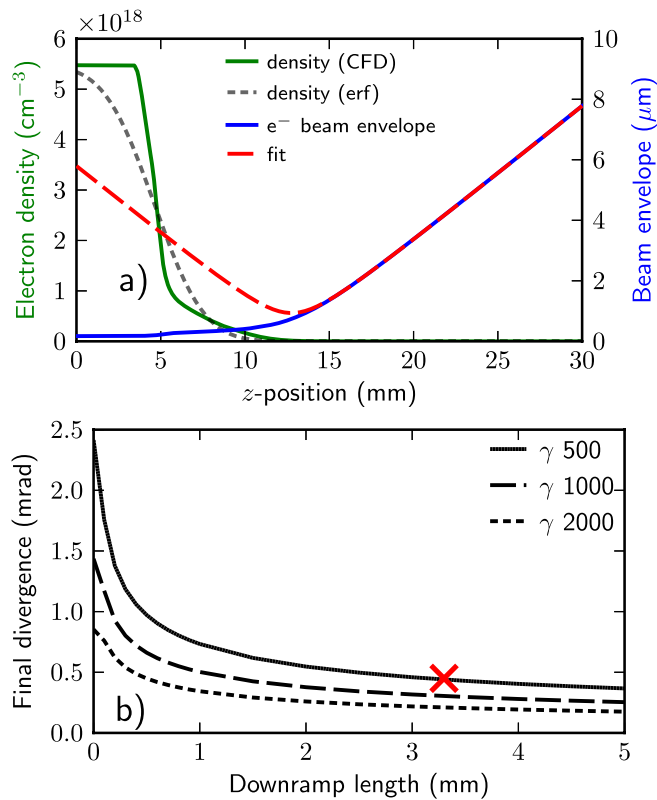 ×10¹⁸
6
5
4
3
2
1
0
Electron density (cm⁻³)
density (CFD)
density (erf)
e⁻ beam envelope
fit
a)
10
8
6
4
2
0
Beam envelope (μm)
0 5 10 15 20 25 30
z-position (mm)
2.5
2.0
1.5
1.0
0.5
0.0
Final divergence (mrad)
γ 500
γ 1000
γ 2000
b)
0 1 2 3 4 5
Downramp length (mm)